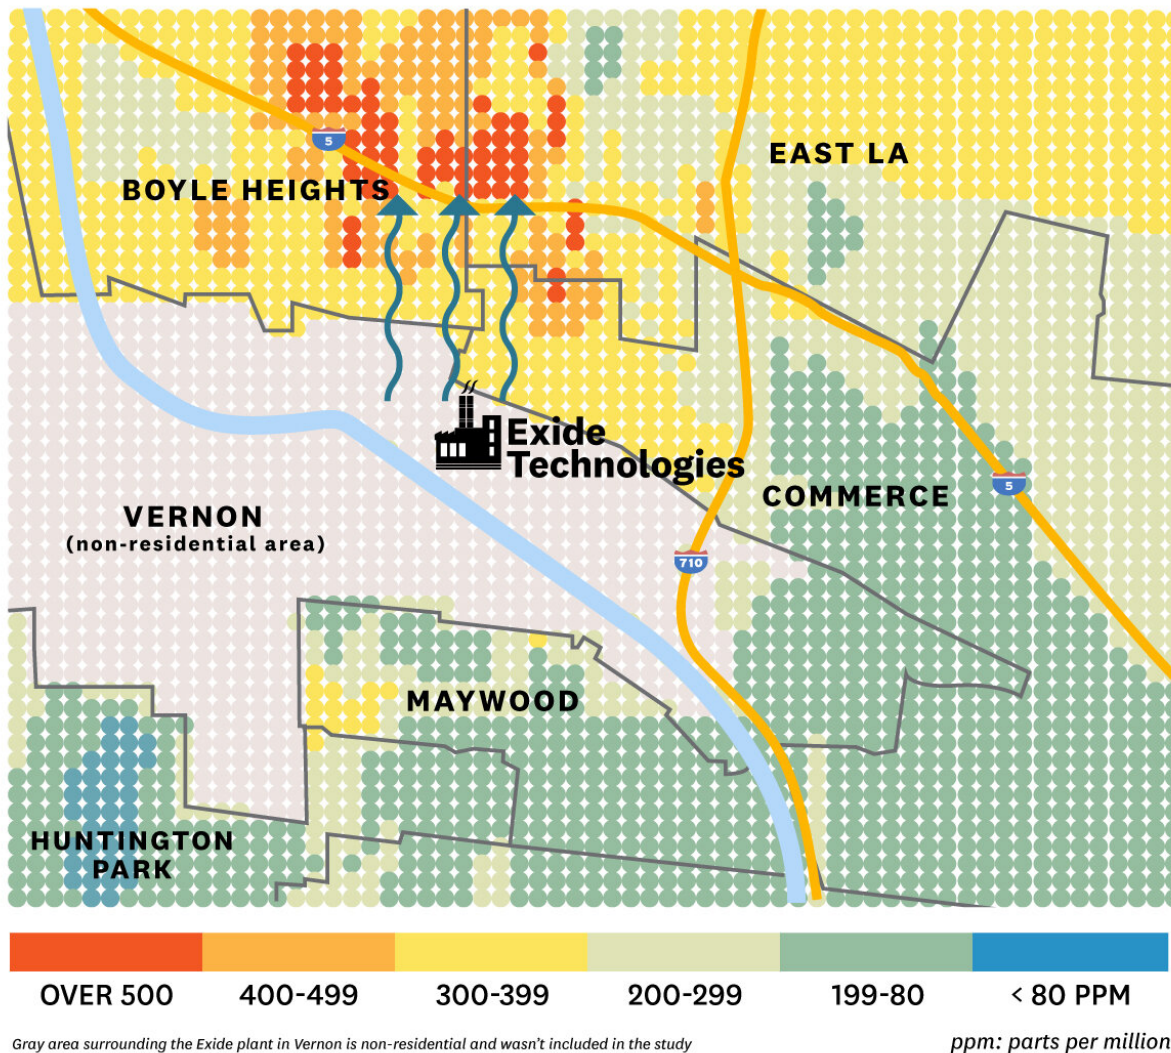 5
EAST LA
BOYLE HEIGHTS
Exide
Technologies
COMMERCE
5
VERNON
(non-residential area)
710
MAYWOOD
HUNTINGTON
PARK
OVER 500
400-499
300-399
200-299
199-80
< 80 PPM
Gray area surrounding the Exide plant in Vernon is non-residential and wasn't included in the study
ppm: parts per million